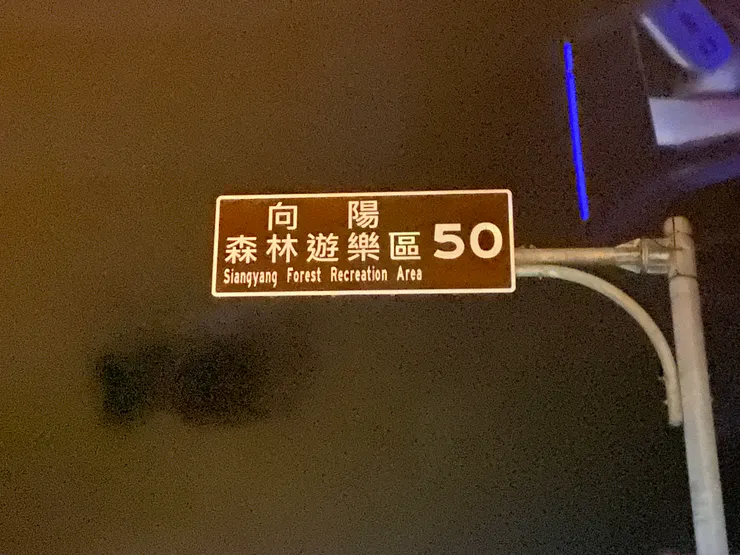 向陽
森林遊樂區 50
Siangyang Forest Recreation Area